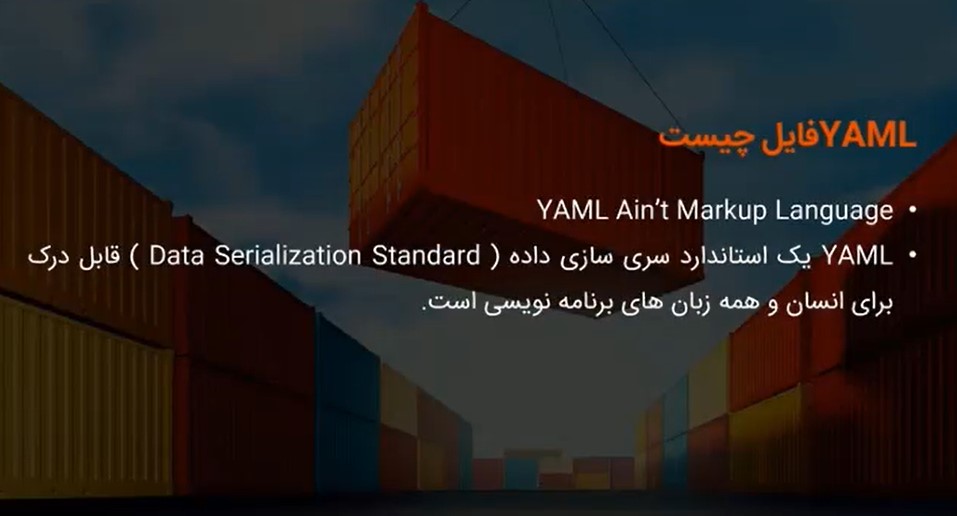 YAMLفایل چیست
• YAML Ain’t Markup Language
• YAML یک استاندارد سری سازی داده ( Data Serialization Standard ) قابل درک
برای انسان و همه زبان های برنامه نویسی است.